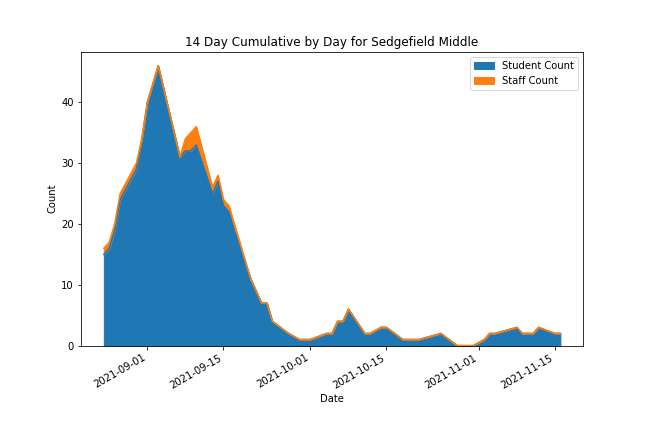 14 Day Cumulative by Day for Sedgefield Middle
Student Count
Staff Count
Count
40
30
20
10
0
2021-09-01
2021-09-15
2021-10-01
2021-10-15
2021-11-01
2021-11-15
Date